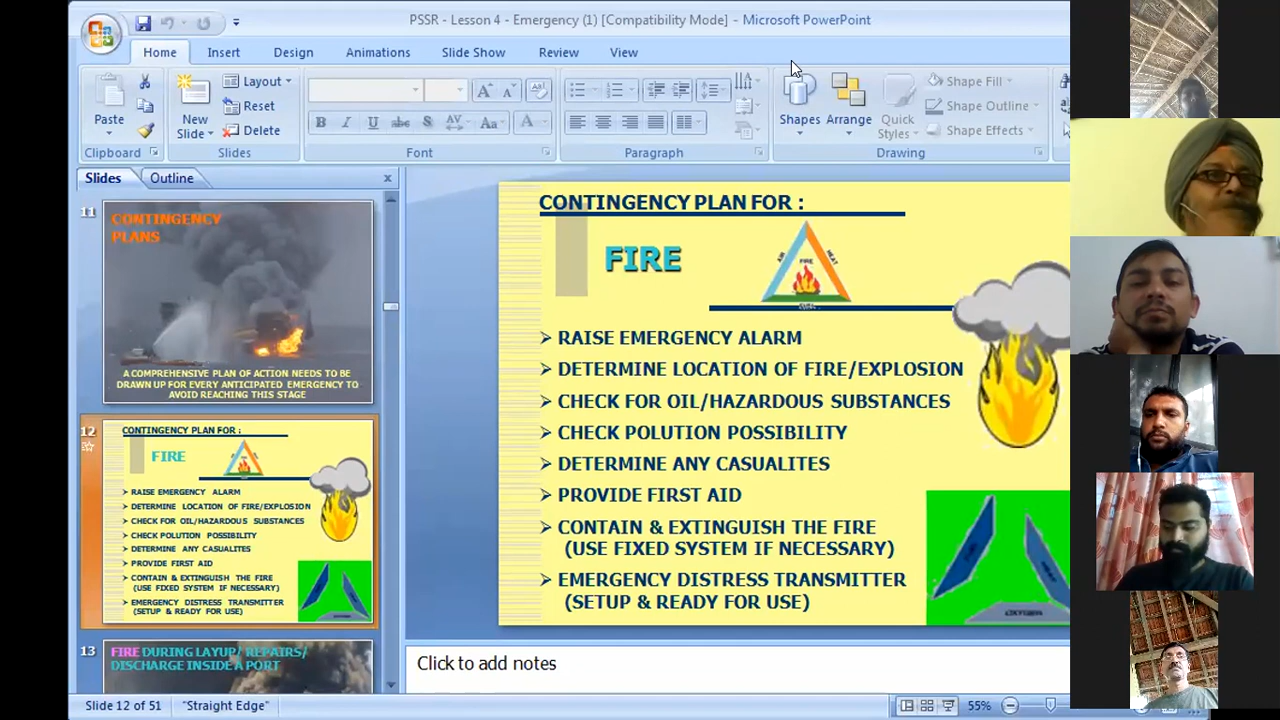 PSSR - Lesson 4 - Emergency (1) [Compatibility Mode] - Microsoft PowerPoint
Home Insert Design Animations Slide Show Review View
Paste
New Slide
Layout
Reset
Delete
Shapes Arrange Quick Styles
Shape Fill
Shape Outline
Shape Effects
Clipboard Slides Font Paragraph Drawing
Slides Outline
11
CONTINGENCY
PLANS
A COMPREHENSIVE PLAN OF ACTION NEEDS TO BE
DRAWN UP FOR EVERY ANTICIPATED EMERGENCY TO
AVOID REACHING THIS STAGE
12
CONTINGENCY PLAN FOR :
FIRE
RAISE EMERGENCY ALARM
DETERMINE LOCATION OF FIRE/EXPLOSION
CHECK FOR OIL/HAZARDOUS SUBSTANCES
CHECK POLUTION POSSIBILITY
DETERMINE ANY CASUALITES
PROVIDE FIRST AID
CONTAIN & EXTINGUISH THE FIRE
(USE FIXED SYSTEM IF NECESSARY)
EMERGENCY DISTRESS TRANSMITTER
(SETUP & READY FOR USE)
13
FIRE DURING LAYUP/ REPAIRS/
DISCHARGE INSIDE A PORT
CONTINGENCY PLAN FOR :
FIRE
AIR
FIRE
HEAT
RAISE EMERGENCY ALARM
DETERMINE LOCATION OF FIRE/EXPLOSION
CHECK FOR OIL/HAZARDOUS SUBSTANCES
CHECK POLUTION POSSIBILITY
DETERMINE ANY CASUALITES
PROVIDE FIRST AID
CONTAIN & EXTINGUISH THE FIRE
(USE FIXED SYSTEM IF NECESSARY)
EMERGENCY DISTRESS TRANSMITTER
(SETUP & READY FOR USE)
OXYGEN
Click to add notes
Slide 12 of 51 "Straight Edge" 55%